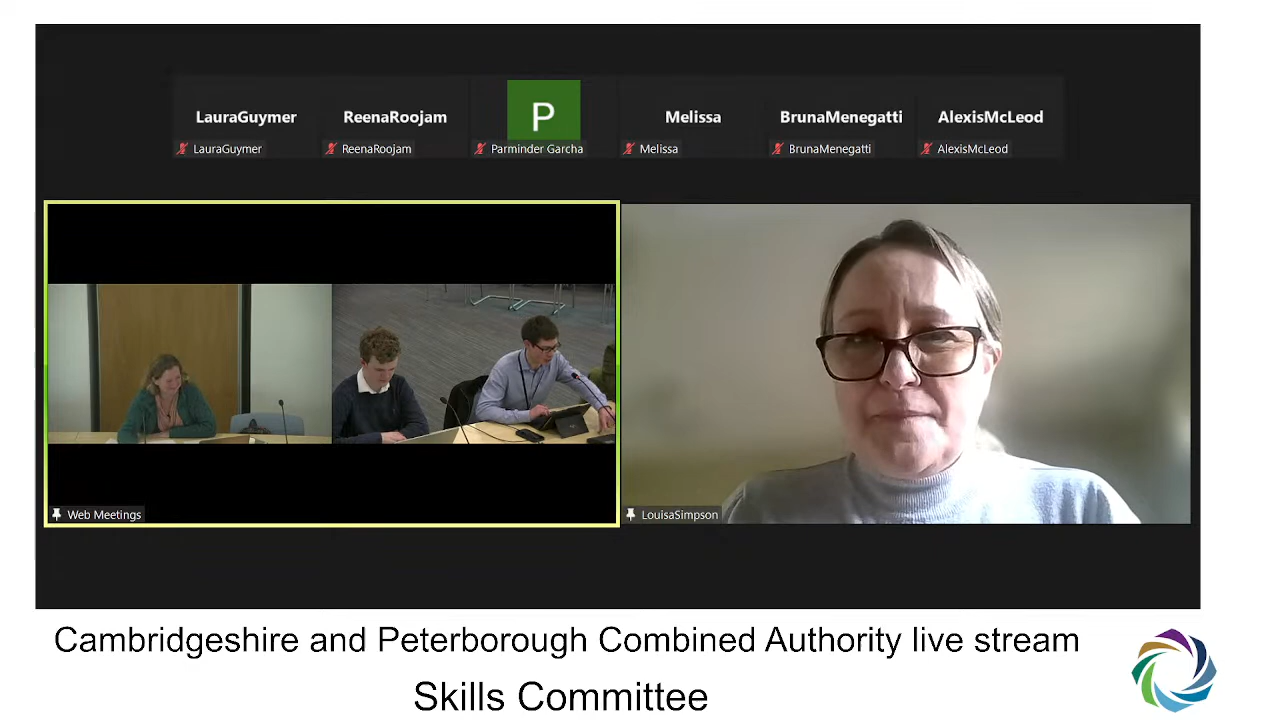 LauraGuymer
ReenaRoojam
P
Melissa
BrunaMenegatti
AlexisMcLeod
LauraGuymer
ReenaRoojam
Parminder Garcha
Melissa
BrunaMenegatti
AlexisMcLeod
Web Meetings
LouisaSimpson
Cambridgeshire and Peterborough Combined Authority live stream
Skills Committee